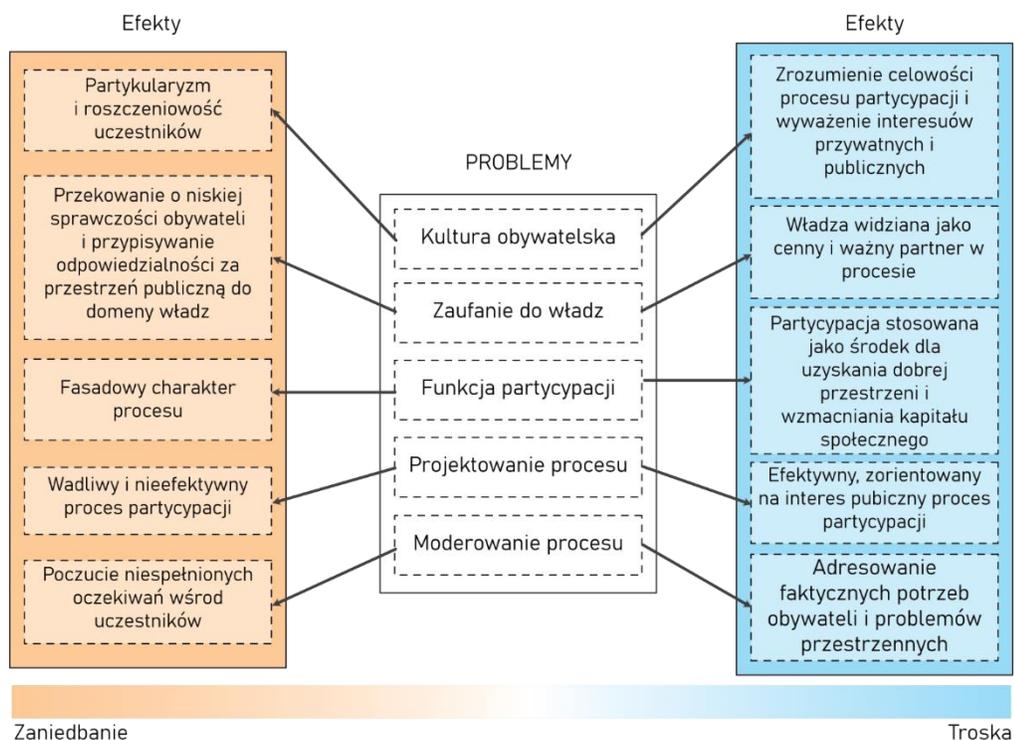 Efekty
Partykularyzm
i roszczeniowość
uczestników
Przekowanie o niskiej
sprawczości obywateli
i przypisywanie
odpowiedzialności za
przestrzeń publiczną do
domeny władz
Fasadowy charakter
procesu
Wadliwy i nieefektywny
proces partycypacji
Poczucie niespełnionych
oczekiwań wśrod
uczestników
PROBLEMY
Kultura obywatelska
Zaufanie do władz
Funkcja partycypacji
Projektowanie procesu
Moderowanie procesu
Efekty
Zrozumienie celowości
procesu partycypacji i
wyważenie interesuów
przywatnych i
publicznych
Władza widziana jako
cenny i ważny partner w
procesie
Partycypacja stosowana
jako środek dla
uzyskania dobrej
przestrzeni i
wzmacniania kapitału
społecznego
Efektywny, zorientowany
na interes pubiczny proces
partycypacji
Adresowanie
faktycznych potrzeb
obywateli i problemów
przestrzennych
Zaniedbanie
Troska